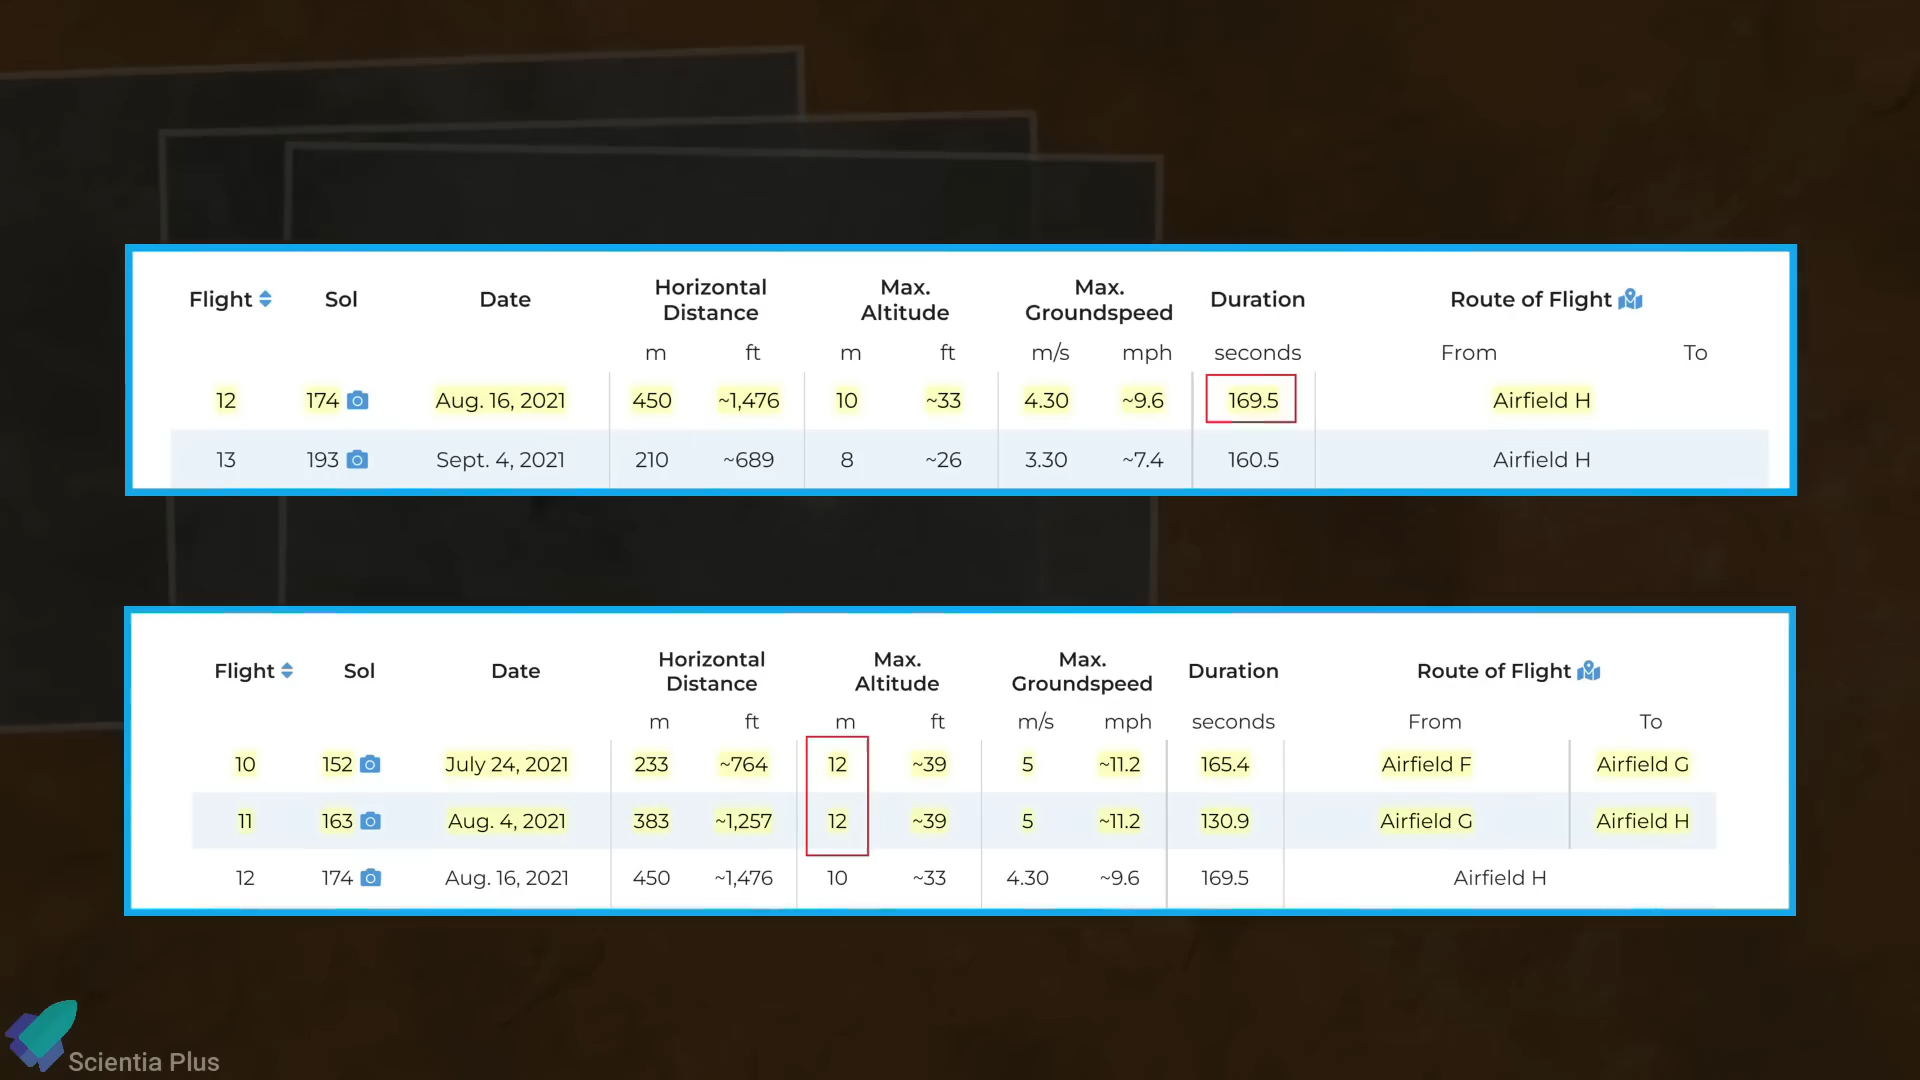 Flight Sol Date Horizontal Distance Max. Altitude Max. Groundspeed Duration Route of Flight
m ft m ft m/s mph seconds From To
12 174 Aug. 16, 2021 450 ~1,476 10 ~33 4.30 ~9.6 169.5 Airfield H
13 193 Sept. 4, 2021 210 ~689 8 ~26 3.30 ~7.4 160.5 Airfield H
Flight Sol Date Horizontal Distance Max. Altitude Max. Groundspeed Duration Route of Flight
m ft m ft m/s mph seconds From To
10 152 July 24, 2021 233 ~764 12 ~39 5 ~11.2 165.4 Airfield F Airfield G
11 163 Aug. 4, 2021 383 ~1,257 12 ~39 5 ~11.2 130.9 Airfield G Airfield H
12 174 Aug. 16, 2021 450 ~1,476 10 ~33 4.30 ~9.6 169.5 Airfield H
Scientia Plus